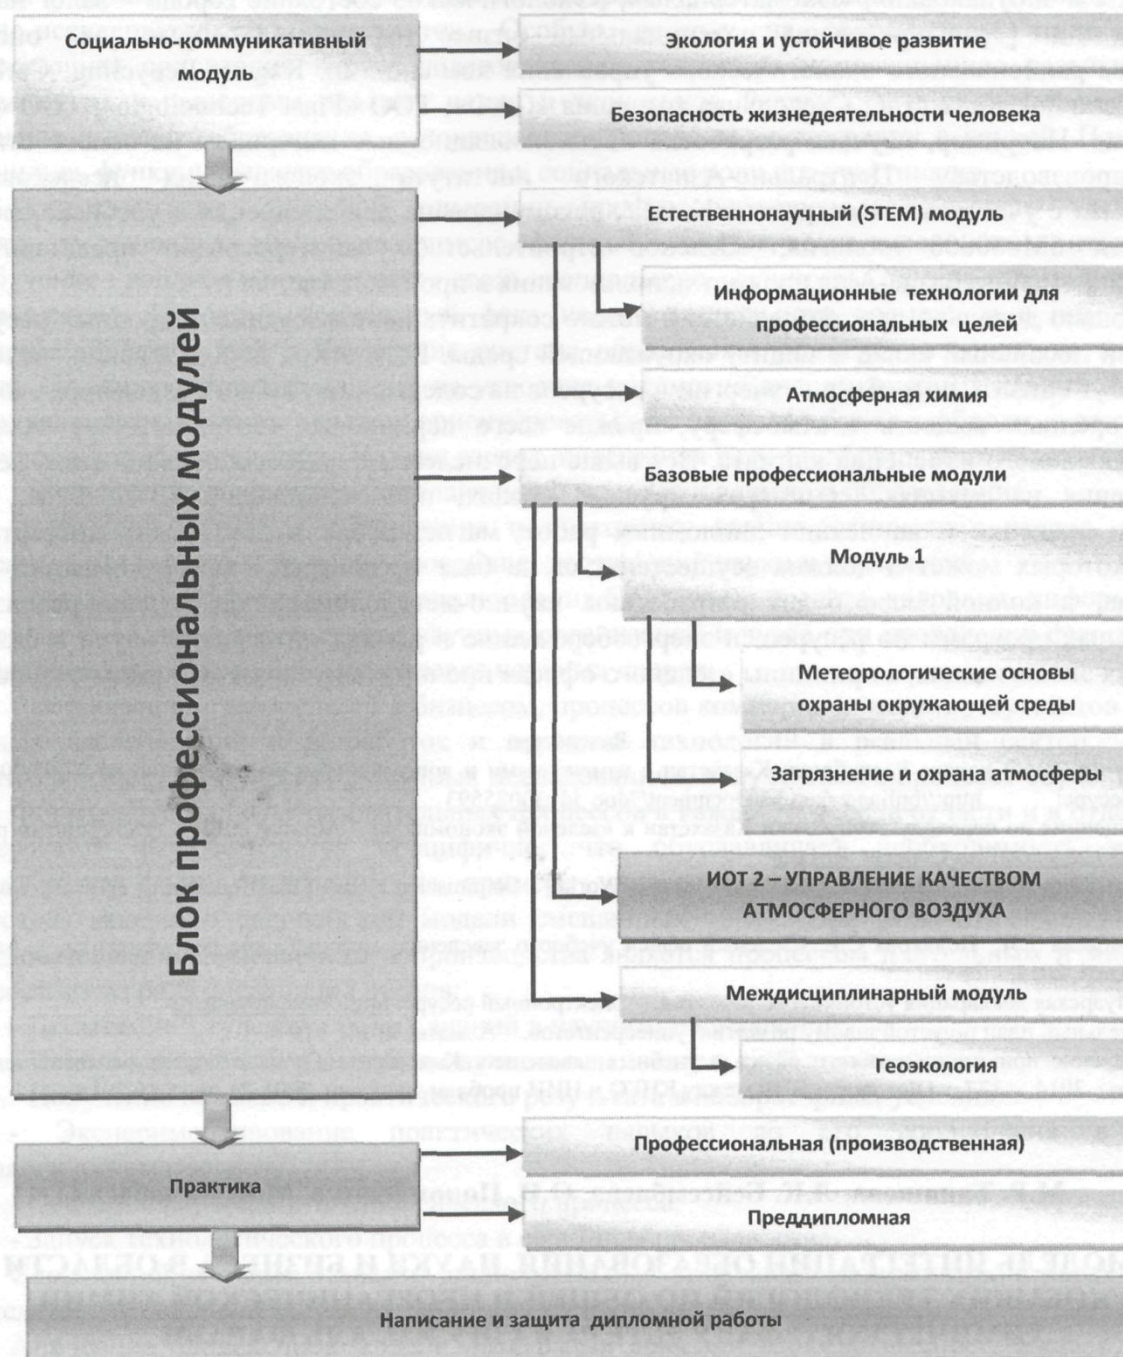 Социально-коммуникативный
модуль
Экология и устойчивое развитие
Безопасность жизнедеятельности человека
Блок профессиональных модулей
Естественнонаучный (STEM) модуль
Информационные технологии для
профессиональных целей
Атмосферная химия
Базовые профессиональные модули
Модуль 1
Метеорологические основы
охраны окружающей среды
Загрязнение и охрана атмосферы
ИОТ 2 – УПРАВЛЕНИЕ КАЧЕСТВОМ
АТМОСФЕРНОГО ВОЗДУХА
Междисциплинарный модуль
Геоэкология
Практика
Профессиональная (производственная)
Преддипломная
Написание и защита дипломной работы